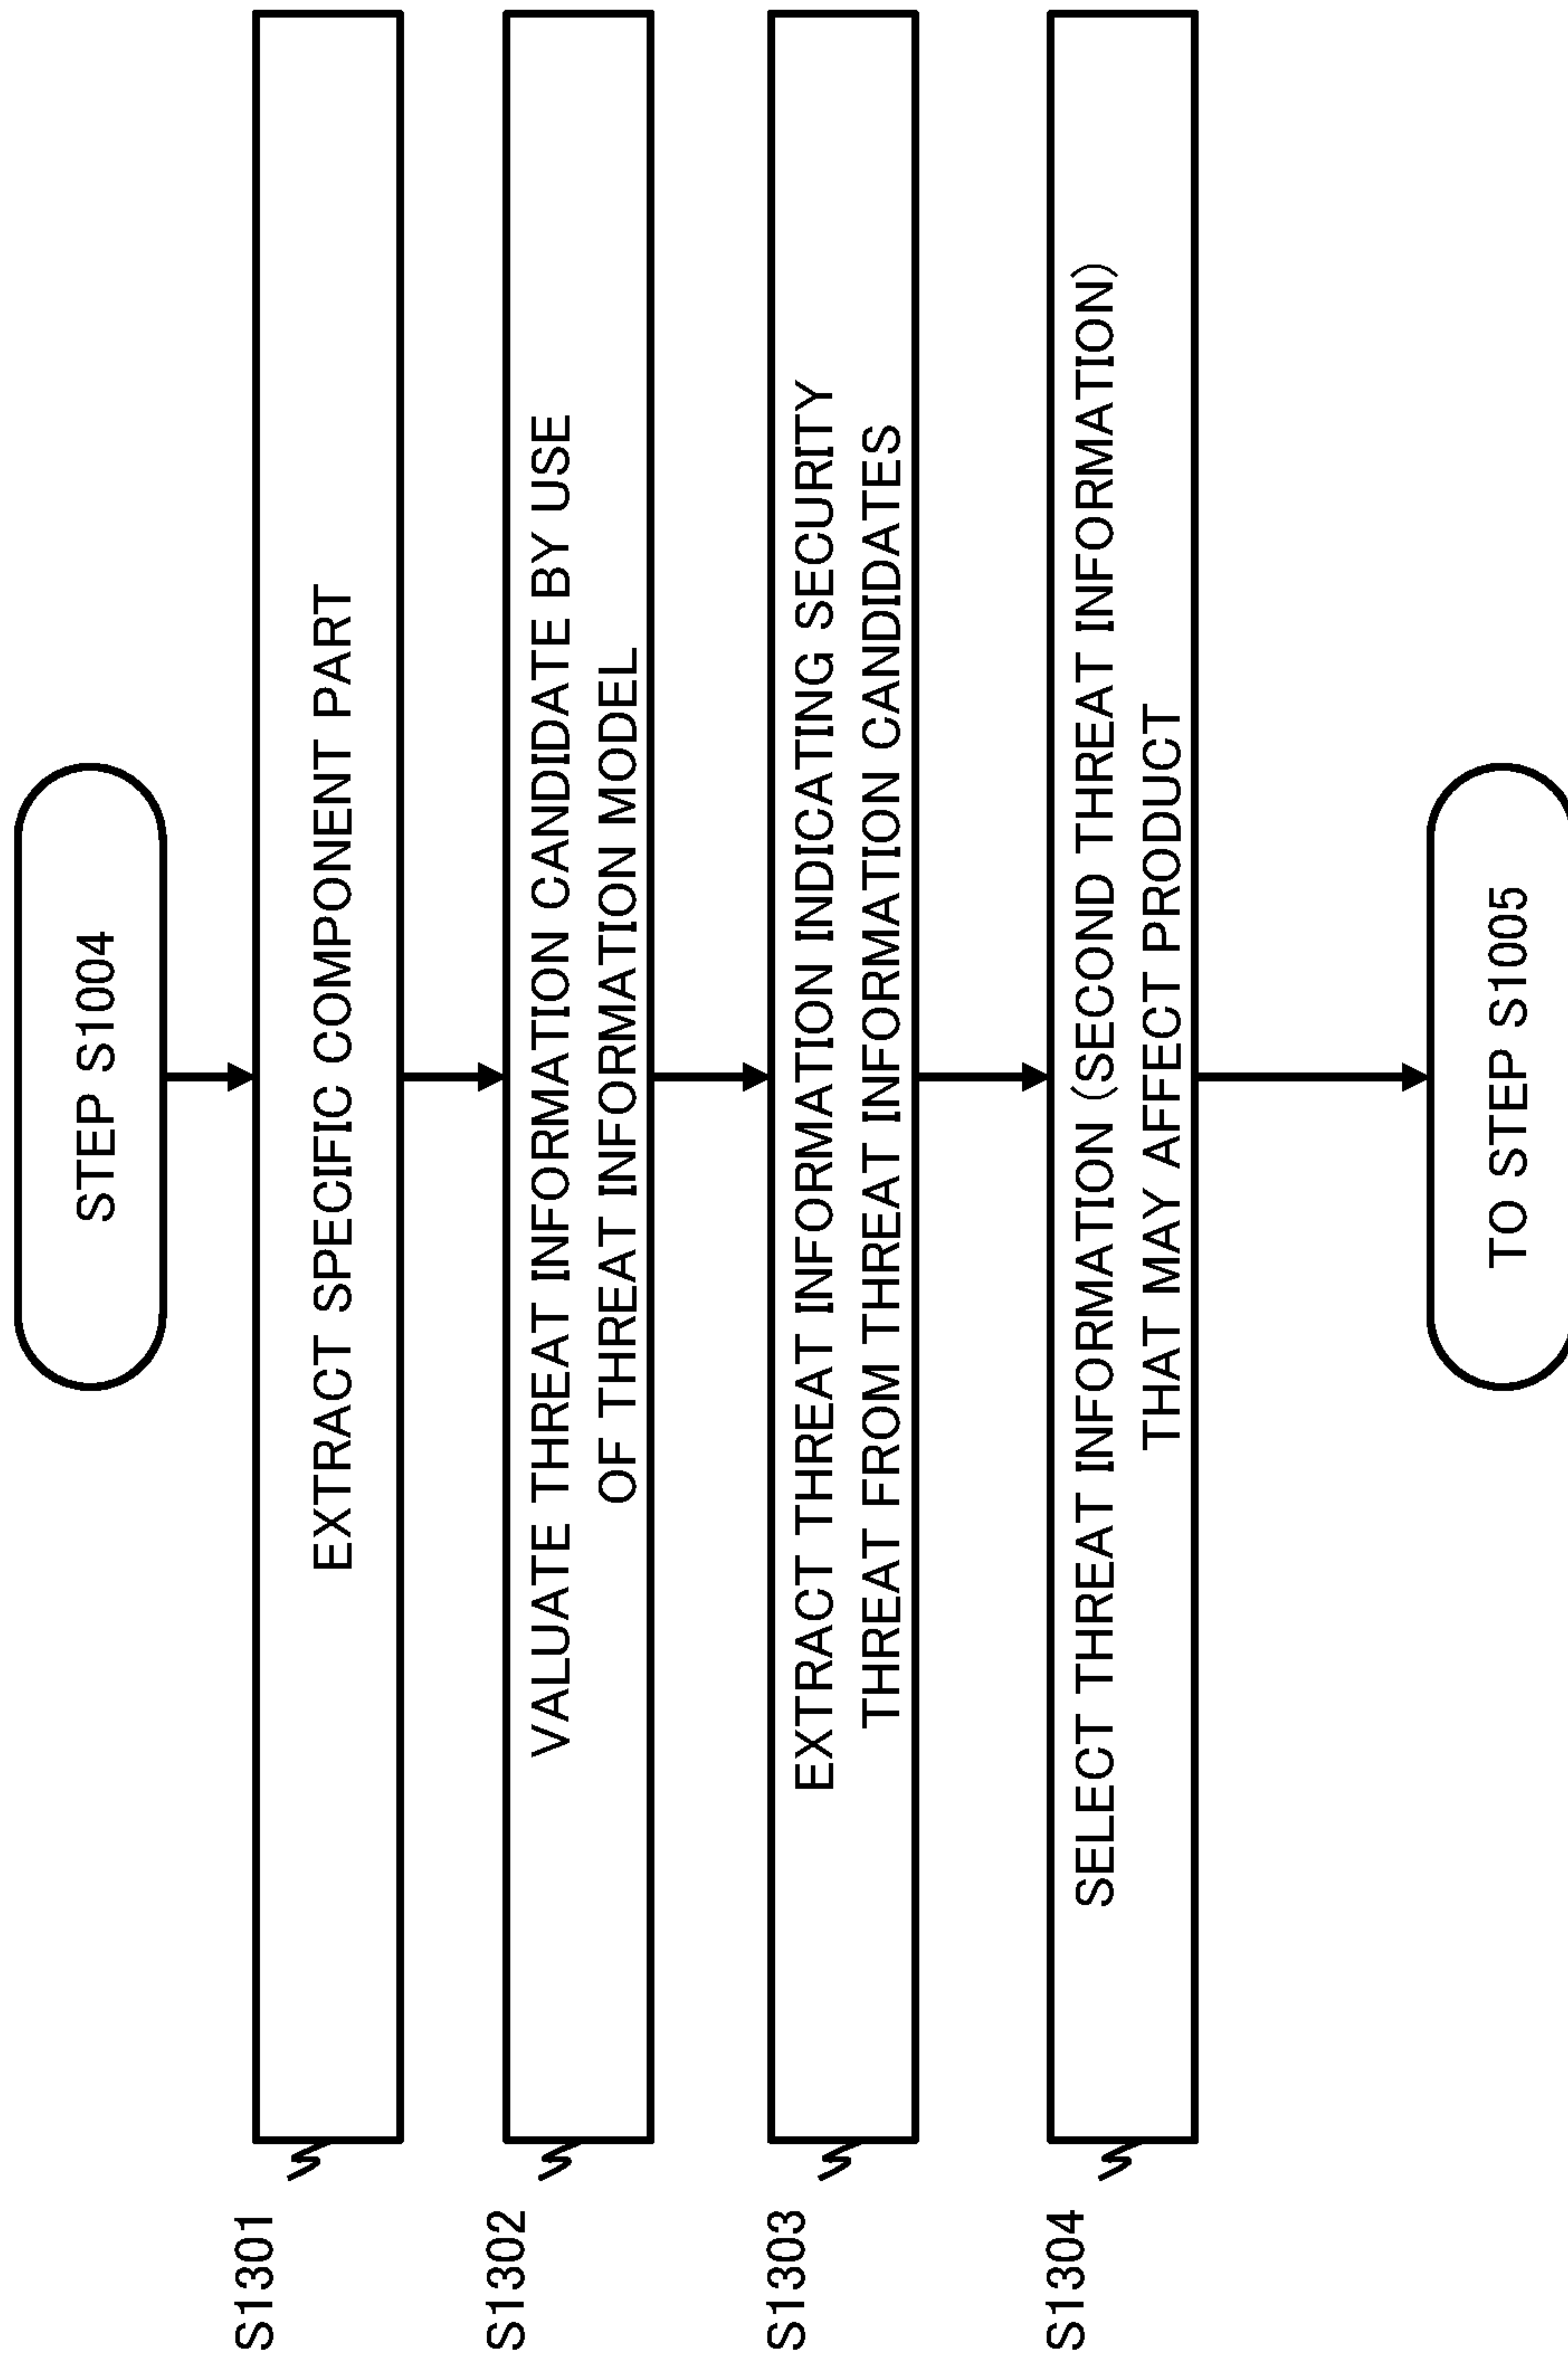 STEP S1004
S1301
EXTRACT SPECIFIC COMPONENT PART
S1302
VALUATE THREAT INFORMATION CANDIDATE BY USE
OF THREAT INFORMATION MODEL
S1303
EXTRACT THREAT INFORMATION INDICATING SECURITY
THREAT FROM THREAT INFORMATION CANDIDATES
S1304
SELECT THREAT INFORMATION (SECOND THREAT INFORMATION)
THAT MAY AFFECT PRODUCT
TO STEP S1005